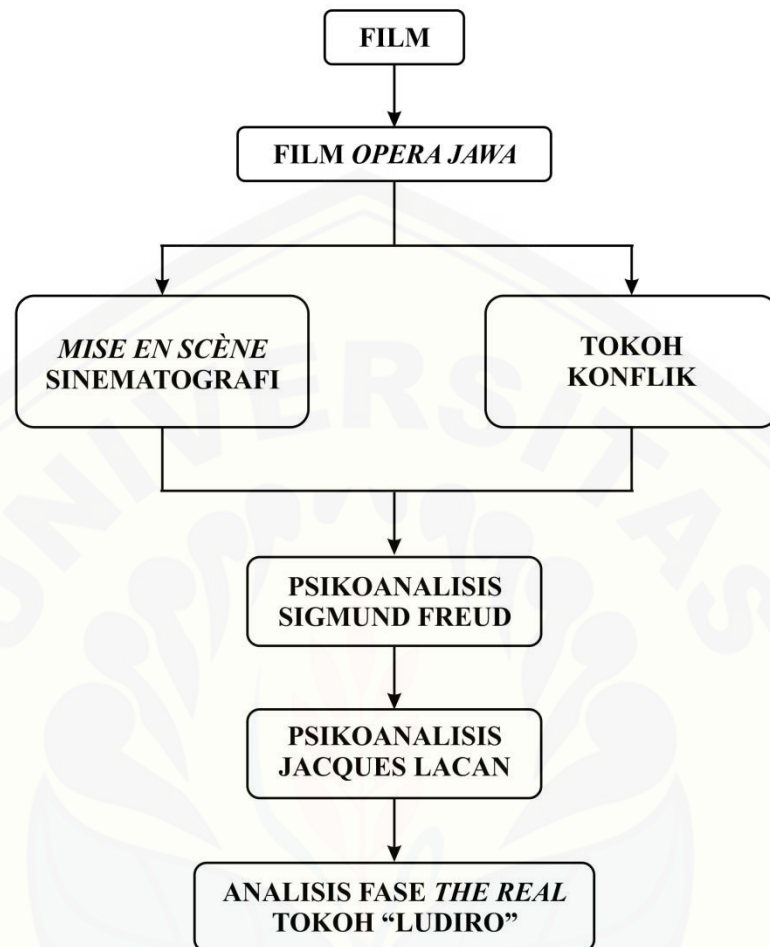 FILM
FILM OPERA JAWA
MISE EN SCÈNE
SINEMATOGRAFI
TOKOH
KONFLIK
UNIVERSITAS
PSIKOANALISIS
SIGMUND FREUD
PSIKOANALISIS
JACQUES LACAN
ANALISIS FASE THE REAL
TOKOH “LUDIRO”